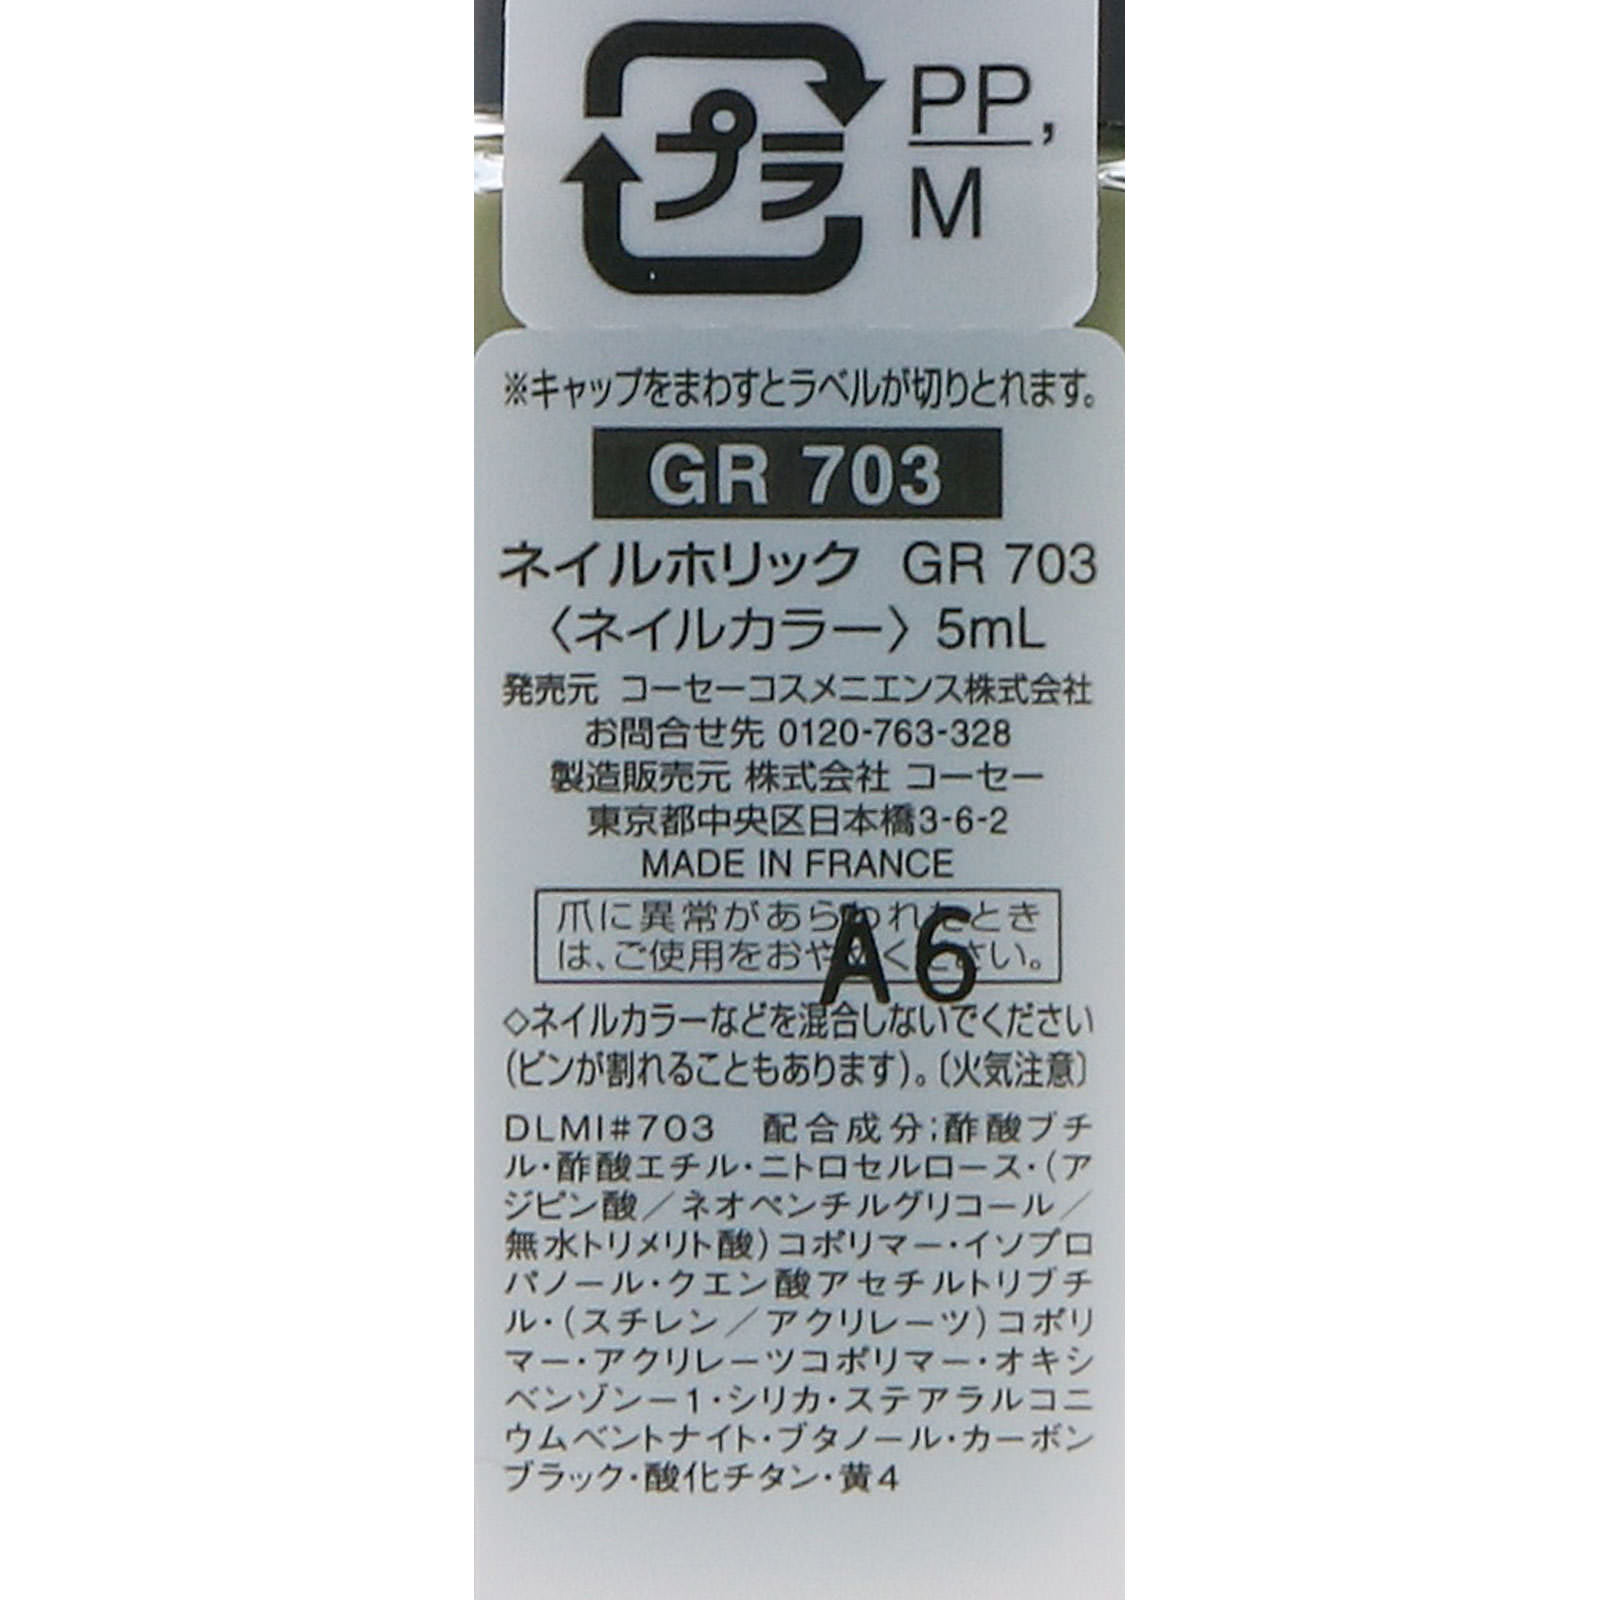 プラ
PP,
M
※キャップをまわすとラベルが切りとれます。
GR 703
ネイルホリック GR 703
〈ネイルカラー〉5mL
発売元 コーセーコスメニエンス株式会社
お問合せ先 0120-763-328
製造販売元 株式会社 コーセー
東京都中央区日本橋3-6-2
MADE IN FRANCE
爪に異常があらわれたとき
は、ご使用をおやめください。
A6
◇ネイルカラーなどを混合しないでください
(ビンが割れることもあります)。〔火気注意〕
DLMI#703 配合成分;酢酸ブチ
ル・酢酸エチル・ニトロセルロース・(ア
ジピン酸/ネオペンチルグリコール/
無水トリメリト酸)コポリマー・イソプロ
パノール・クエン酸アセチルトリブチ
ル・(スチレン/アクリレーツ)コポリ
マー・アクリレーツコポリマー・オキシ
ベンゾン-1・シリカ・ステアラルコニ
ウムベントナイト・ブタノール・カーボン
ブラック・酸化チタン・黄4